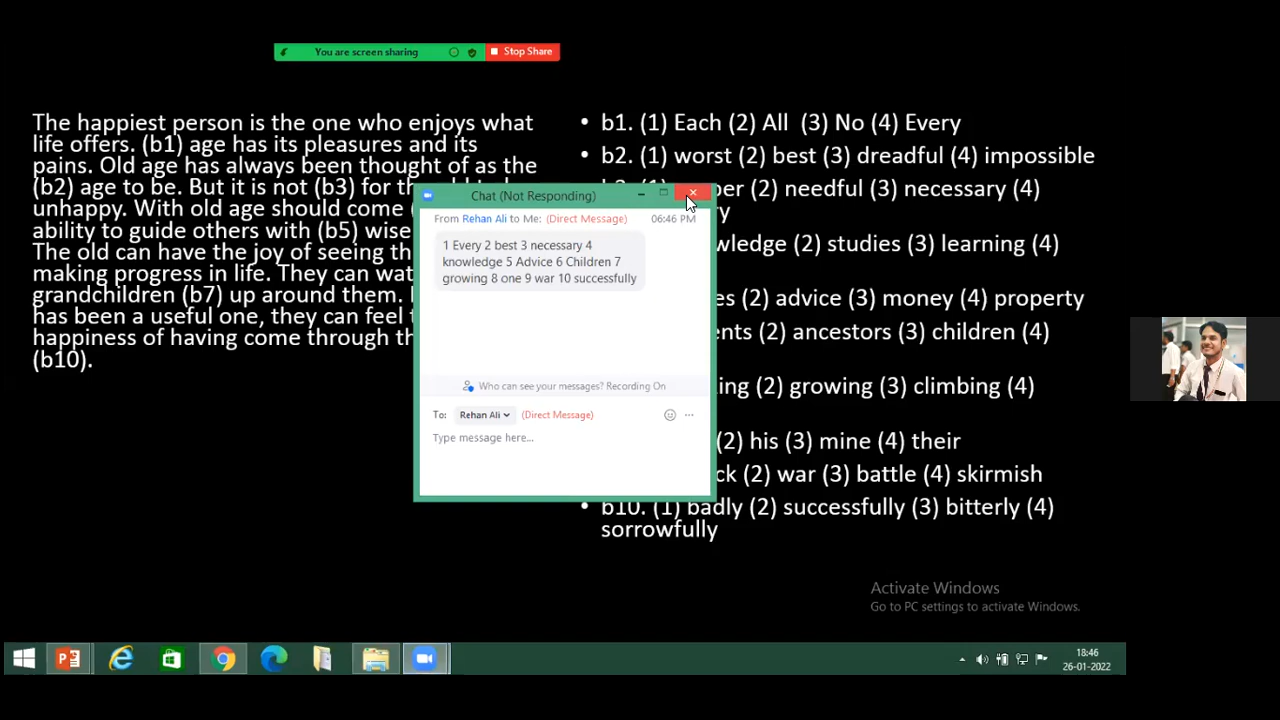 You are screen sharing
Stop Share
The happiest person is the one who enjoys what
life offers. (b1) age has its pleasures and its
pains. Old age has always been thought of as the
(b2) age to be. But it is not (b3) for the
unhappy. With old age should come
ability to guide others with (b5) wise
The old can have the joy of seeing
making progress in life. They can
grandchildren (b7) up around them.
has been a useful one, they can feel
happiness of having come through
(b10).
Chat (Not Responding)
From Rehan Ali to Me: (Direct Message) 06:46 PM
1 Every 2 best 3 necessary 4
knowledge 5 Advice 6 Children 7
growing 8 one 9 war 10 successfully
Who can see your messages? Recording On
To: Rehan Ali (Direct Message)
Type message here...
• b1. (1) Each (2) All (3) No (4) Every
• b2. (1) worst (2) best (3) dreadful (4) impossible
(2) needful (3) necessary (4)
(2) studies (3) learning (4)
(2) advice (3) money (4) property
(2) ancestors (3) children (4)
(2) growing (3) climbing (4)
(2) his (3) mine (4) their
(2) war (3) battle (4) skirmish
• b10. (1) badly (2) successfully (3) bitterly (4)
sorrowfully
Activate Windows
Go to PC settings to activate Windows.
18:46
26-01-2022